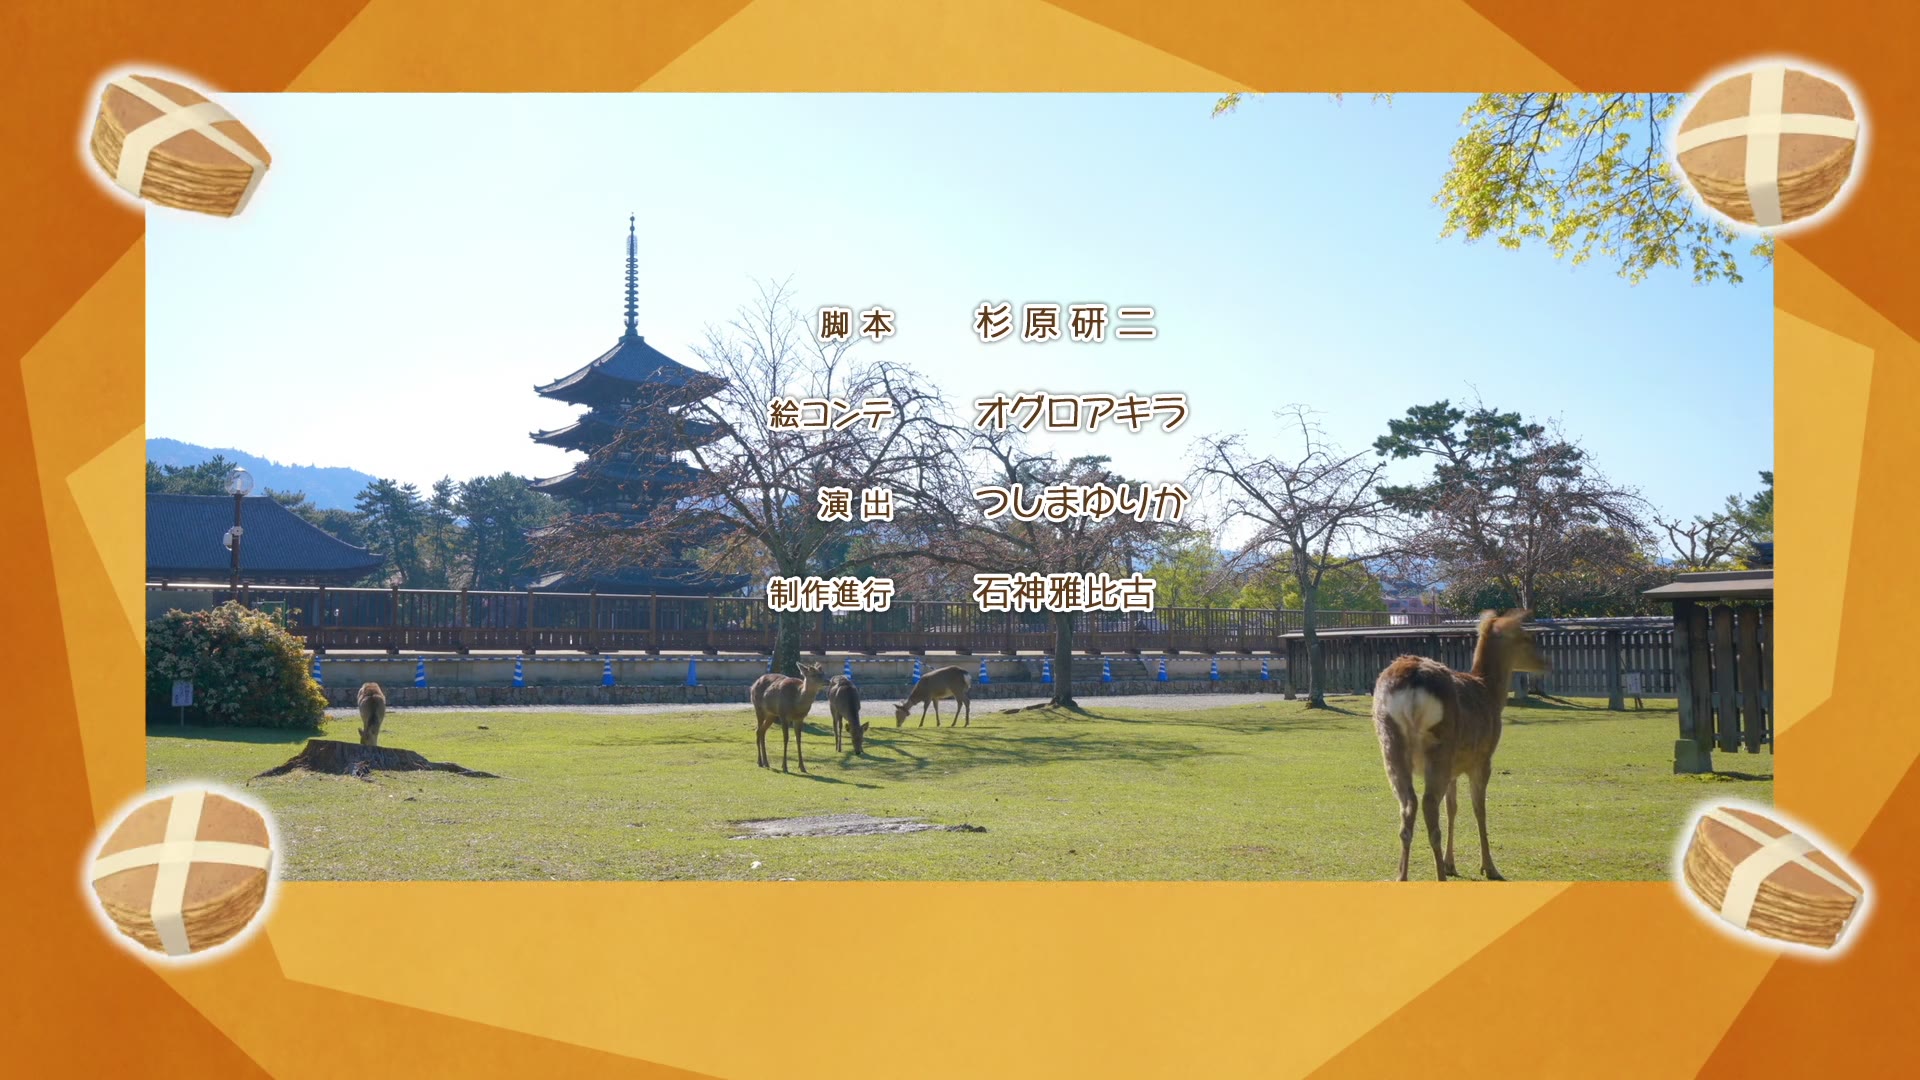 脚本 杉原研二
絵コンテ オグロアキラ
演出 つしまゆりか
制作進行 石神雅比古